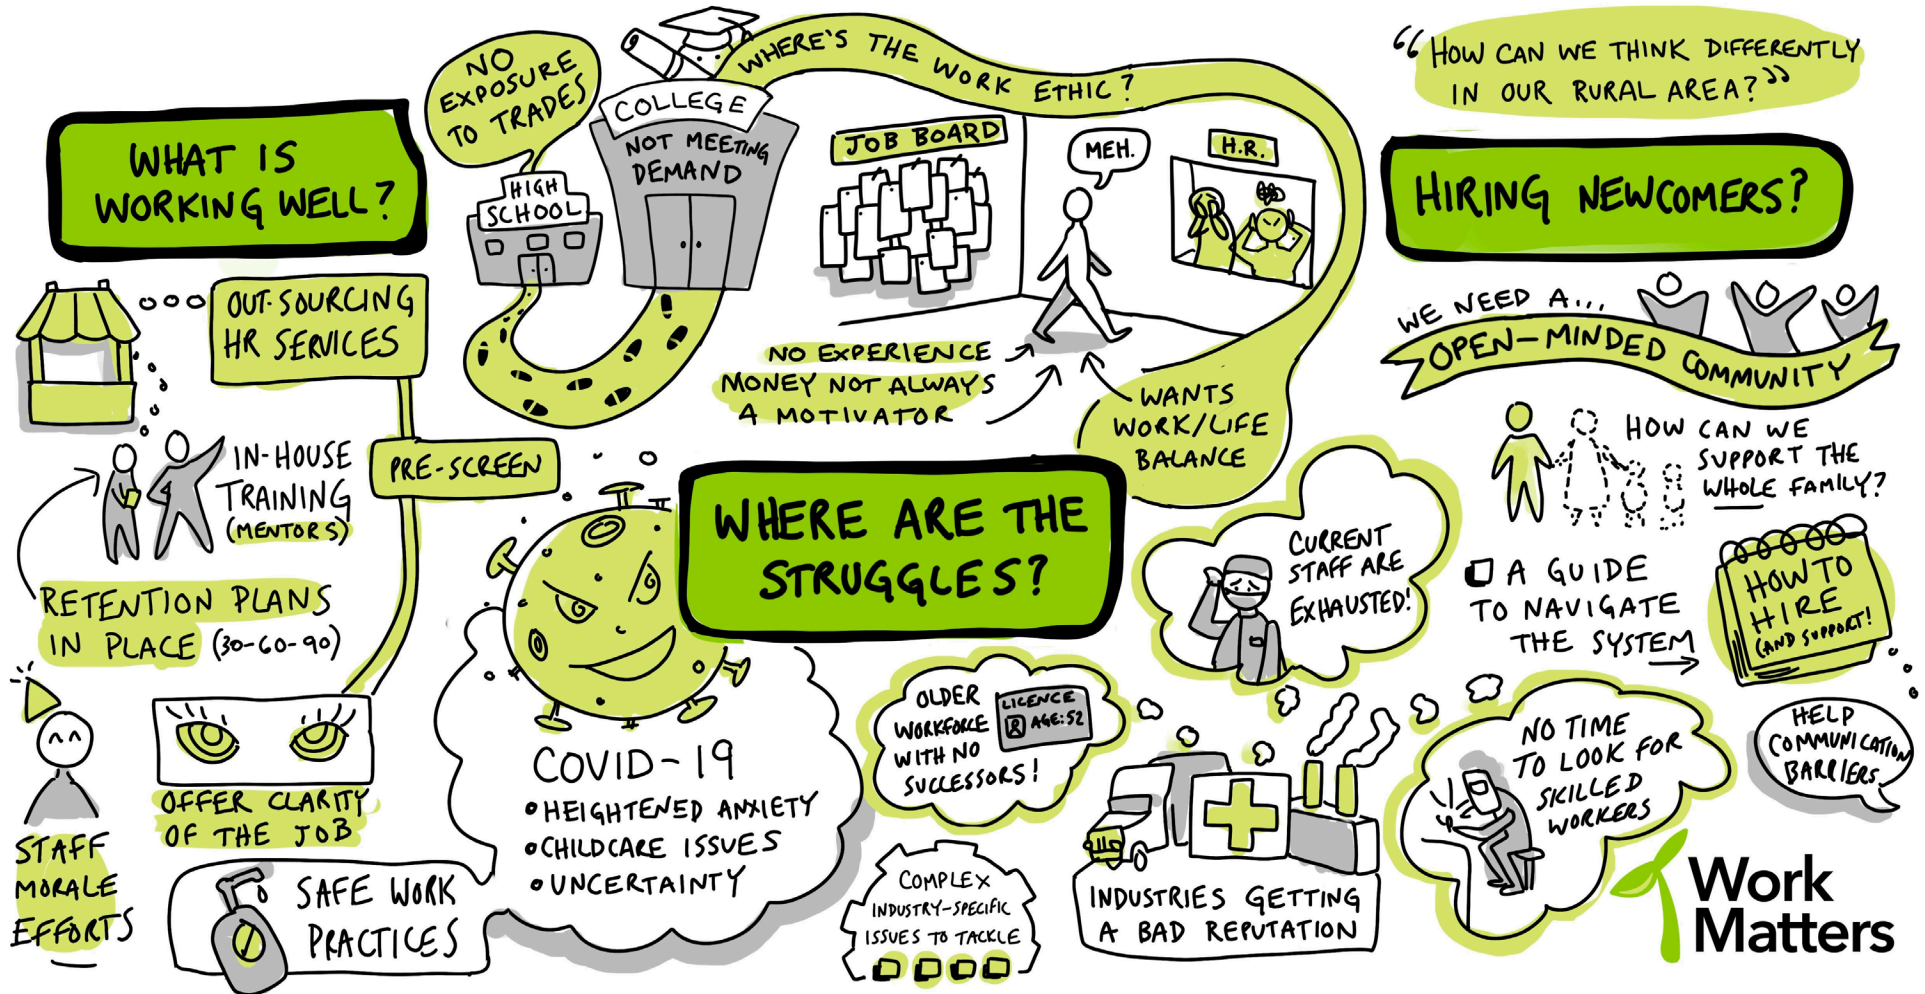 WHAT IS
WORKING WELL?
OUT-SOURCING
HR SERVICES
PRE-SCREEN
IN-HOUSE
TRAINING
(MENTORS)
RETENTION PLANS
IN PLACE (30-60-90)
OFFER CLARITY
OF THE JOB
STAFF
MORALE
EFFORTS
SAFE WORK
PRACTICES
NO
EXPOSURE
TO TRADES
HIGH
SCHOOL
COLLEGE
NOT MEETING
DEMAND
WHERE'S THE WORK ETHIC?
JOB BOARD
MEH.
H.R.
NO EXPERIENCE
MONEY NOT ALWAYS
A MOTIVATOR
WANTS
WORK/LIFE
BALANCE
WHERE ARE THE
STRUGGLES?
COVID-19
• HEIGHTENED ANXIETY
• CHILDCARE ISSUES
• UNCERTAINTY
CURRENT
STAFF ARE
EXHAUSTED!
OLDER
WORKFORCE
WITH NO
SUCCESSORS!
LICENCE
AGE: 52
COMPLEX
INDUSTRY-SPECIFIC
ISSUES TO TACKLE
INDUSTRIES GETTING
A BAD REPUTATION
NO TIME
TO LOOK FOR
SKILLED
WORKERS
"HOW CAN WE THINK DIFFERENTLY
IN OUR RURAL AREA?"
HIRING NEWCOMERS?
WE NEED A...
OPEN-MINDED COMMUNITY
HOW CAN WE
SUPPORT THE
WHOLE FAMILY?
A GUIDE
TO NAVIGATE
THE SYSTEM
HOW TO
HIRE
(AND SUPPORT!)
HELP
COMMUNICATION
BARRIERS
Work
Matters